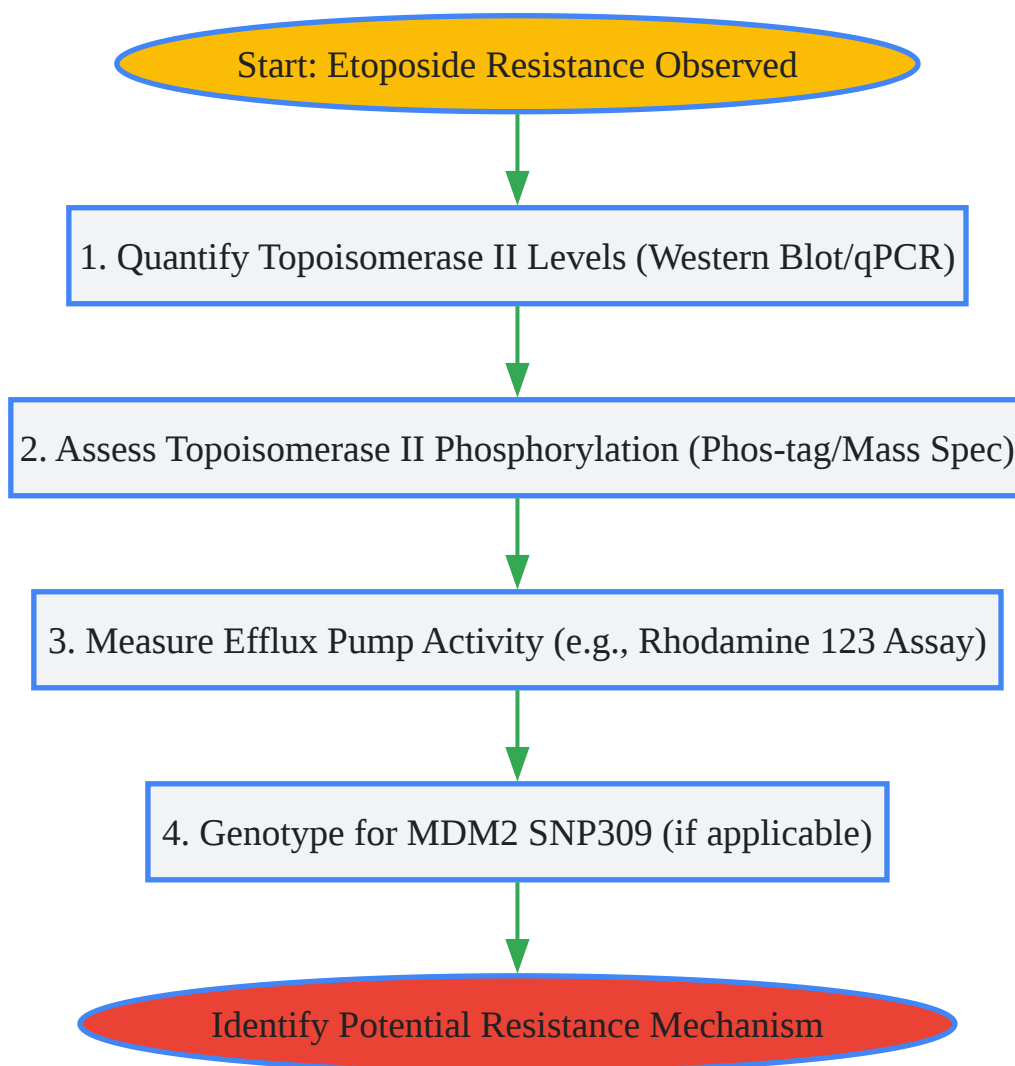 Start: Etoposide Resistance Observed
1. Quantify Topoisomerase II Levels (Western Blot/qPCR)
2. Assess Topoisomerase II Phosphorylation (Phos-tag/Mass Spec)
3. Measure Efflux Pump Activity (e.g., Rhodamine 123 Assay)
4. Genotype for MDM2 SNP309 (if applicable)
Identify Potential Resistance Mechanism